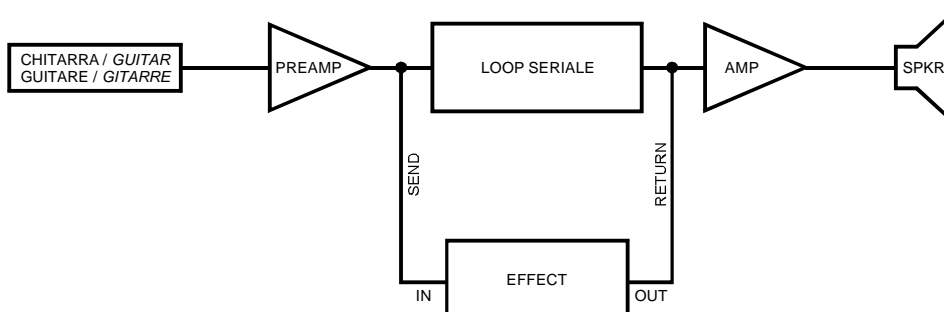 CHITARRA / GUITAR
GUITARE / GITARRE
PREAMP
LOOP SERIALE
AMP
SPKR
SEND
RETURN
EFFECT
IN
OUT